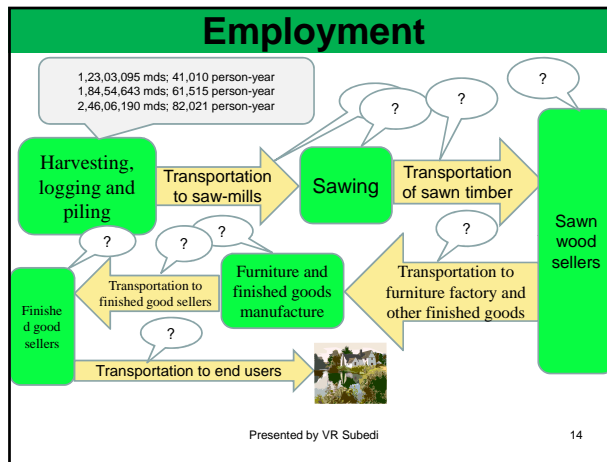 Employment
1,23,03,095 mds; 41,010 person-year
1,84,54,643 mds; 61,515 person-year
2,46,06,190 mds; 82,021 person-year
?
?
?
?
Harvesting,
logging and
piling
Transportation
to saw-mills
Sawing
Transportation
of sawn timber
Sawn
wood
sellers
?
?
?
?
?
Transportation to
furniture factory and
other finished goods
Furniture and
finished goods
manufacture
Transportation to
finished good sellers
Finishe
d good
sellers
?
Transportation to end users
Presented by VR Subedi
14